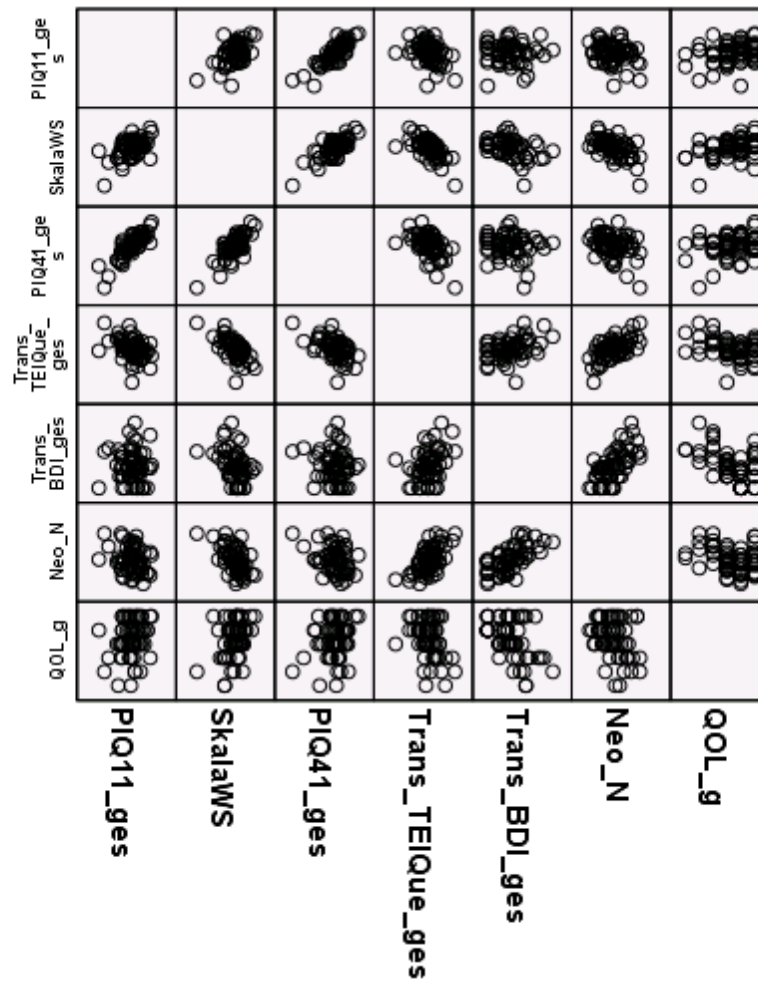 PIQ11_ge
s
SkalaWS
PIQ41_ge
s
Trans_
TEIQue_
ges
Trans_
BDI_ges
Neo_N
QOL_g
PIQ11_ges
SkalaWS
PIQ41_ges
Trans_TEIQue_ges
Trans_BDI_ges
Neo_N
QOL_g